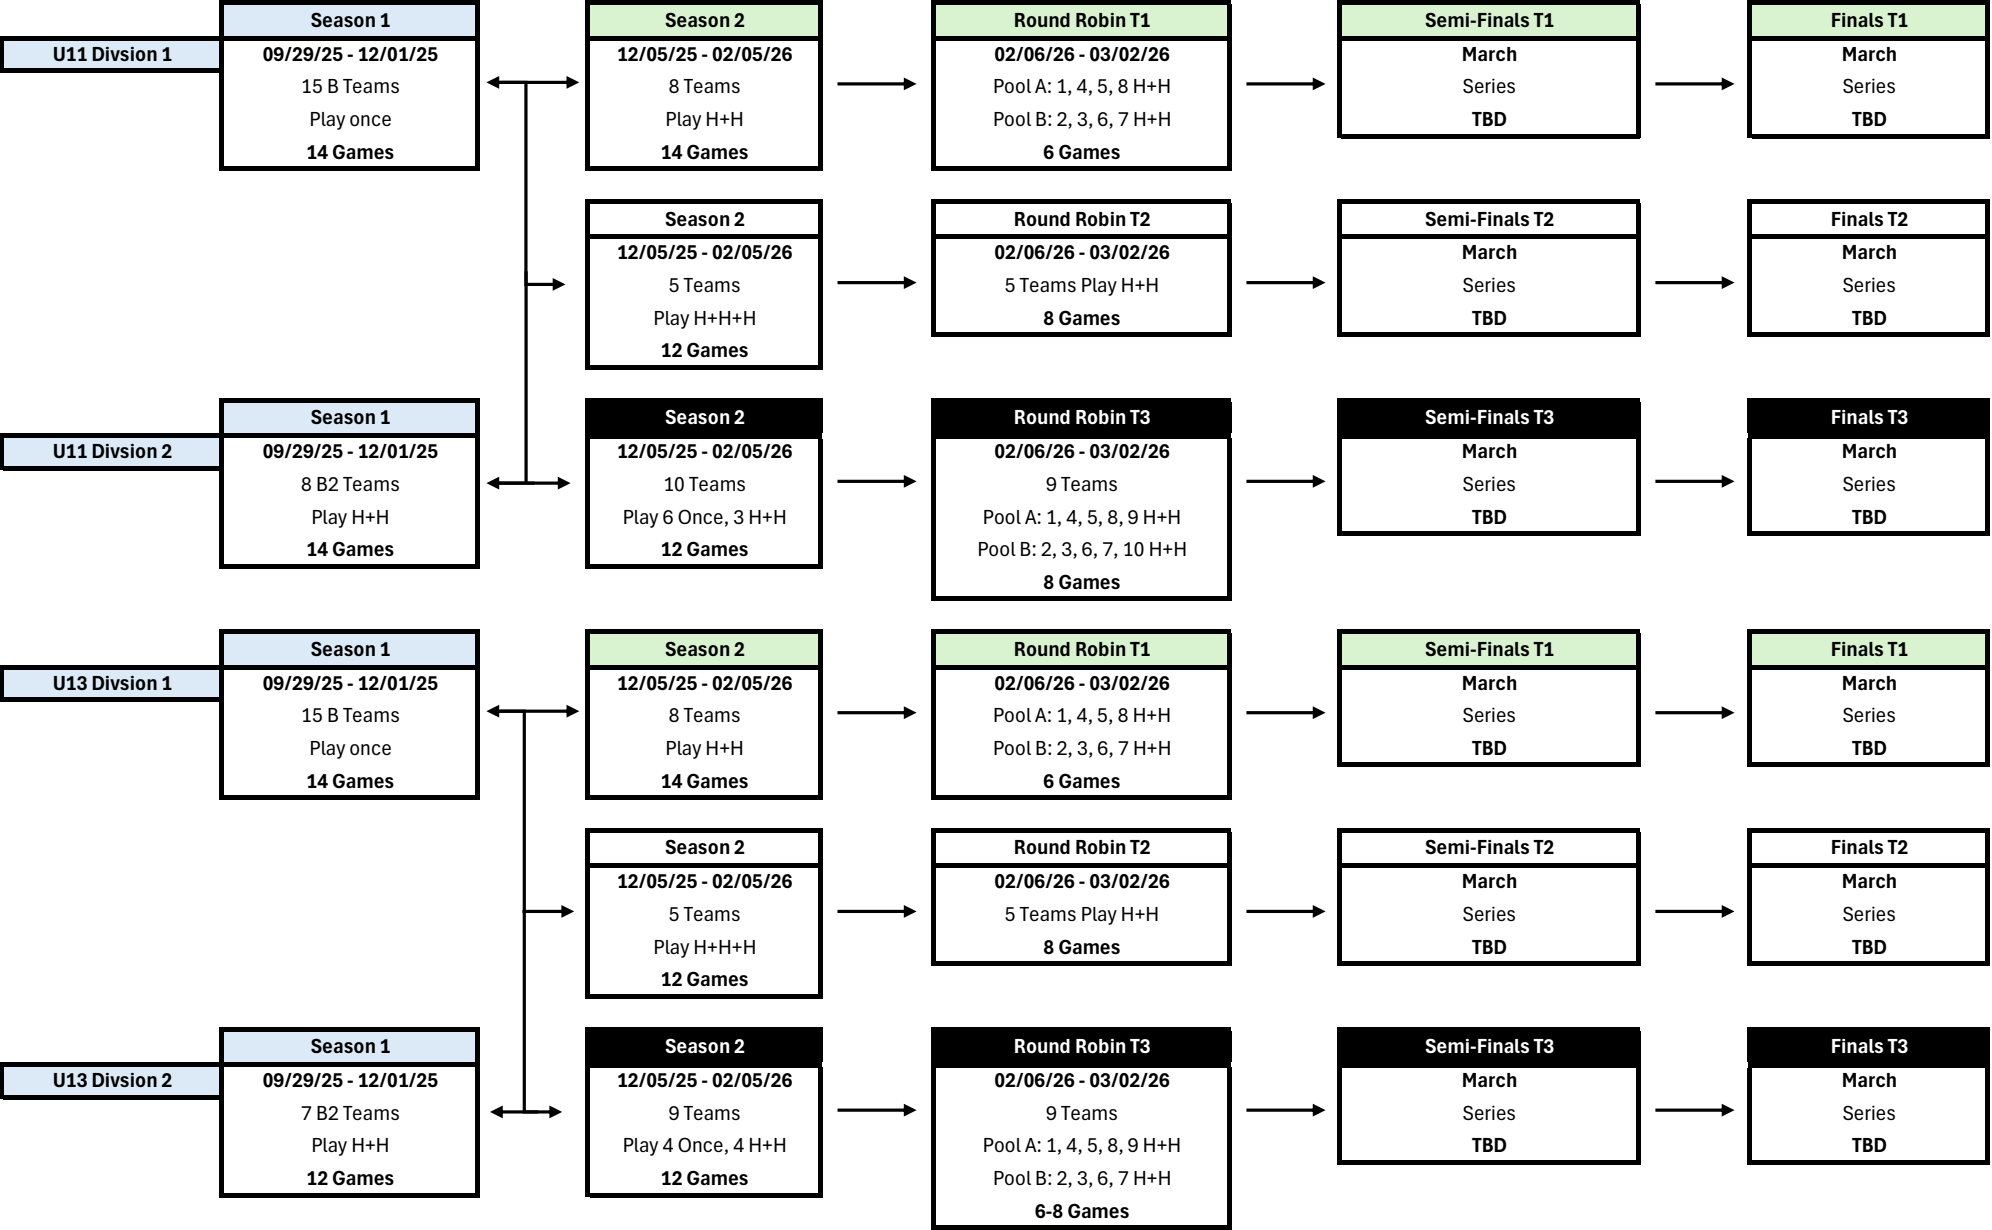 U11 Divsion 1
Season 1
09/29/25 - 12/01/25
15 B Teams
Play once
14 Games
Season 2
12/05/25 - 02/05/26
8 Teams
Play H+H
14 Games
Round Robin T1
02/06/26 - 03/02/26
Pool A: 1, 4, 5, 8 H+H
Pool B: 2, 3, 6, 7 H+H
6 Games
Semi-Finals T1
March
Series
TBD
Finals T1
March
Series
TBD
Season 2
12/05/25 - 02/05/26
5 Teams
Play H+H+H
12 Games
Round Robin T2
02/06/26 - 03/02/26
5 Teams Play H+H
8 Games
Semi-Finals T2
March
Series
TBD
Finals T2
March
Series
TBD
U11 Divsion 2
Season 1
09/29/25 - 12/01/25
8 B2 Teams
Play H+H
14 Games
Season 2
12/05/25 - 02/05/26
10 Teams
Play 6 Once, 3 H+H
12 Games
Round Robin T3
02/06/26 - 03/02/26
9 Teams
Pool A: 1, 4, 5, 8, 9 H+H
Pool B: 2, 3, 6, 7, 10 H+H
8 Games
Semi-Finals T3
March
Series
TBD
Finals T3
March
Series
TBD
U13 Divsion 1
Season 1
09/29/25 - 12/01/25
15 B Teams
Play once
14 Games
Season 2
12/05/25 - 02/05/26
8 Teams
Play H+H
14 Games
Round Robin T1
02/06/26 - 03/02/26
Pool A: 1, 4, 5, 8 H+H
Pool B: 2, 3, 6, 7 H+H
6 Games
Semi-Finals T1
March
Series
TBD
Finals T1
March
Series
TBD
Season 2
12/05/25 - 02/05/26
5 Teams
Play H+H+H
12 Games
Round Robin T2
02/06/26 - 03/02/26
5 Teams Play H+H
8 Games
Semi-Finals T2
March
Series
TBD
Finals T2
March
Series
TBD
U13 Divsion 2
Season 1
09/29/25 - 12/01/25
7 B2 Teams
Play H+H
12 Games
Season 2
12/05/25 - 02/05/26
9 Teams
Play 4 Once, 4 H+H
12 Games
Round Robin T3
02/06/26 - 03/02/26
9 Teams
Pool A: 1, 4, 5, 8, 9 H+H
Pool B: 2, 3, 6, 7 H+H
6-8 Games
Semi-Finals T3
March
Series
TBD
Finals T3
March
Series
TBD